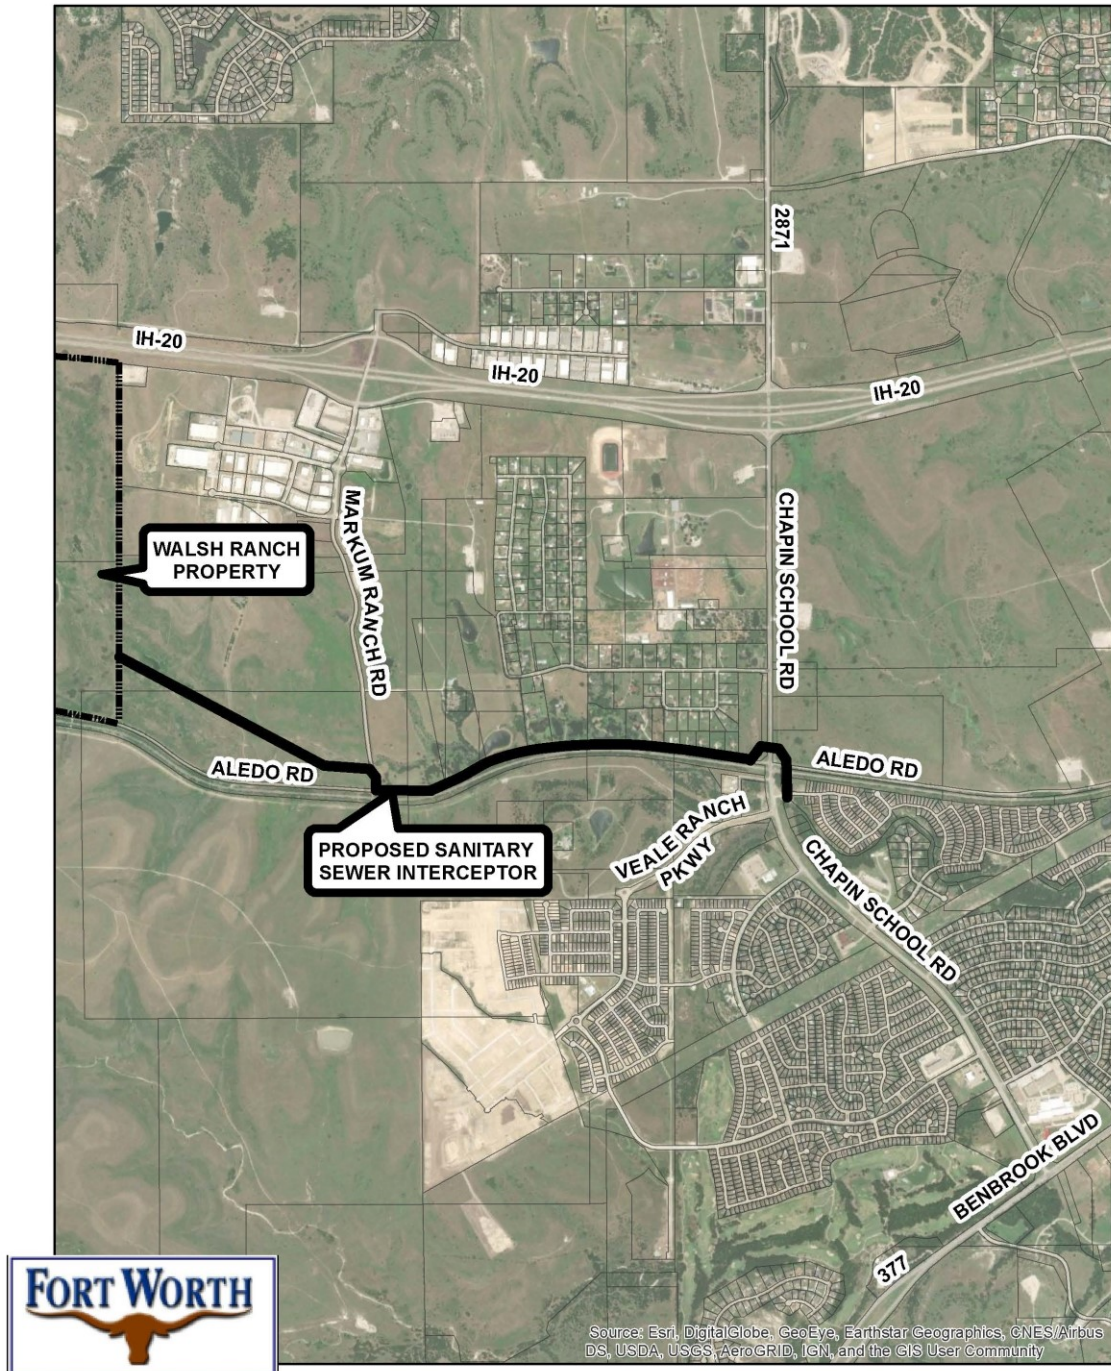 2871
IH-20
IH-20
IH-20
WALSH RANCH
PROPERTY
MARKUM RANCH RD
CHAPIN SCHOOL RD
ALEDO RD
ALEDO RD
PROPOSED SANITARY
SEWER INTERCEPTOR
VEALE RANCH
PKWY
CHAPIN SCHOOL RD
BENBROOK BLVD
377
FORT WORTH
Source: Esri, DigitalGlobe, GeoEye, Earthstar Geographics, CNES/Airbus
DS, USDA, USGS, AeroGRID, IGN, and the GIS User Community